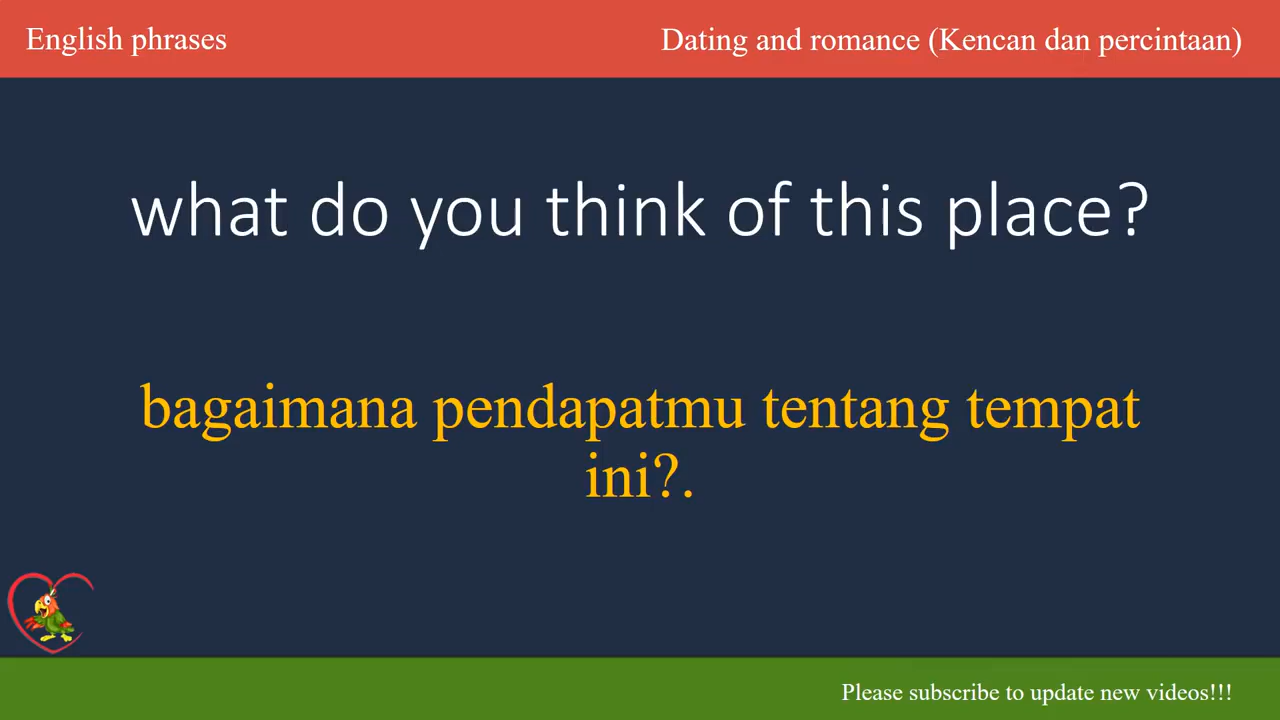 English phrases
Dating and romance (Kencan dan percintaan)
what do you think of this place?
bagaimana pendapatmu tentang tempat
ini?.
Please subscribe to update new videos!!!